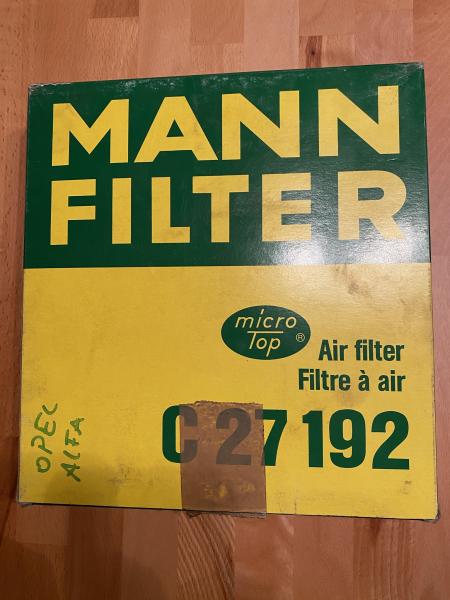 MANN
FILTER
micro
Top ®
Air filter
Filtre à air
C 27 192
OPEL
ALFA